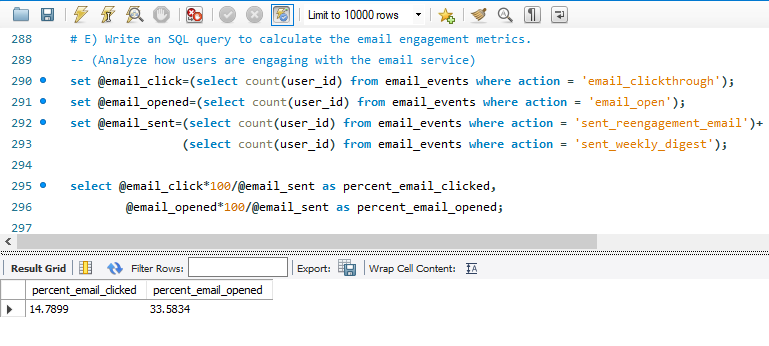 Limit to 10000 rows
288 # E) Write an SQL query to calculate the email engagement metrics.
289 -- (Analyze how users are engaging with the email service)
290 set @email_click=(select count(user_id) from email_events where action = 'email_clickthrough');
291 set @email_opened=(select count(user_id) from email_events where action = 'email_open');
292 set @email_sent=(select count(user_id) from email_events where action = 'sent_reengagement_email')+
293 (select count(user_id) from email_events where action = 'sent_weekly_digest');
294
295 select @email_click*100/@email_sent as percent_email_clicked,
296 @email_opened*100/@email_sent as percent_email_opened;
297
Result Grid Filter Rows: Export: Wrap Cell Content:
percent_email_clicked percent_email_opened
14.7899 33.5834